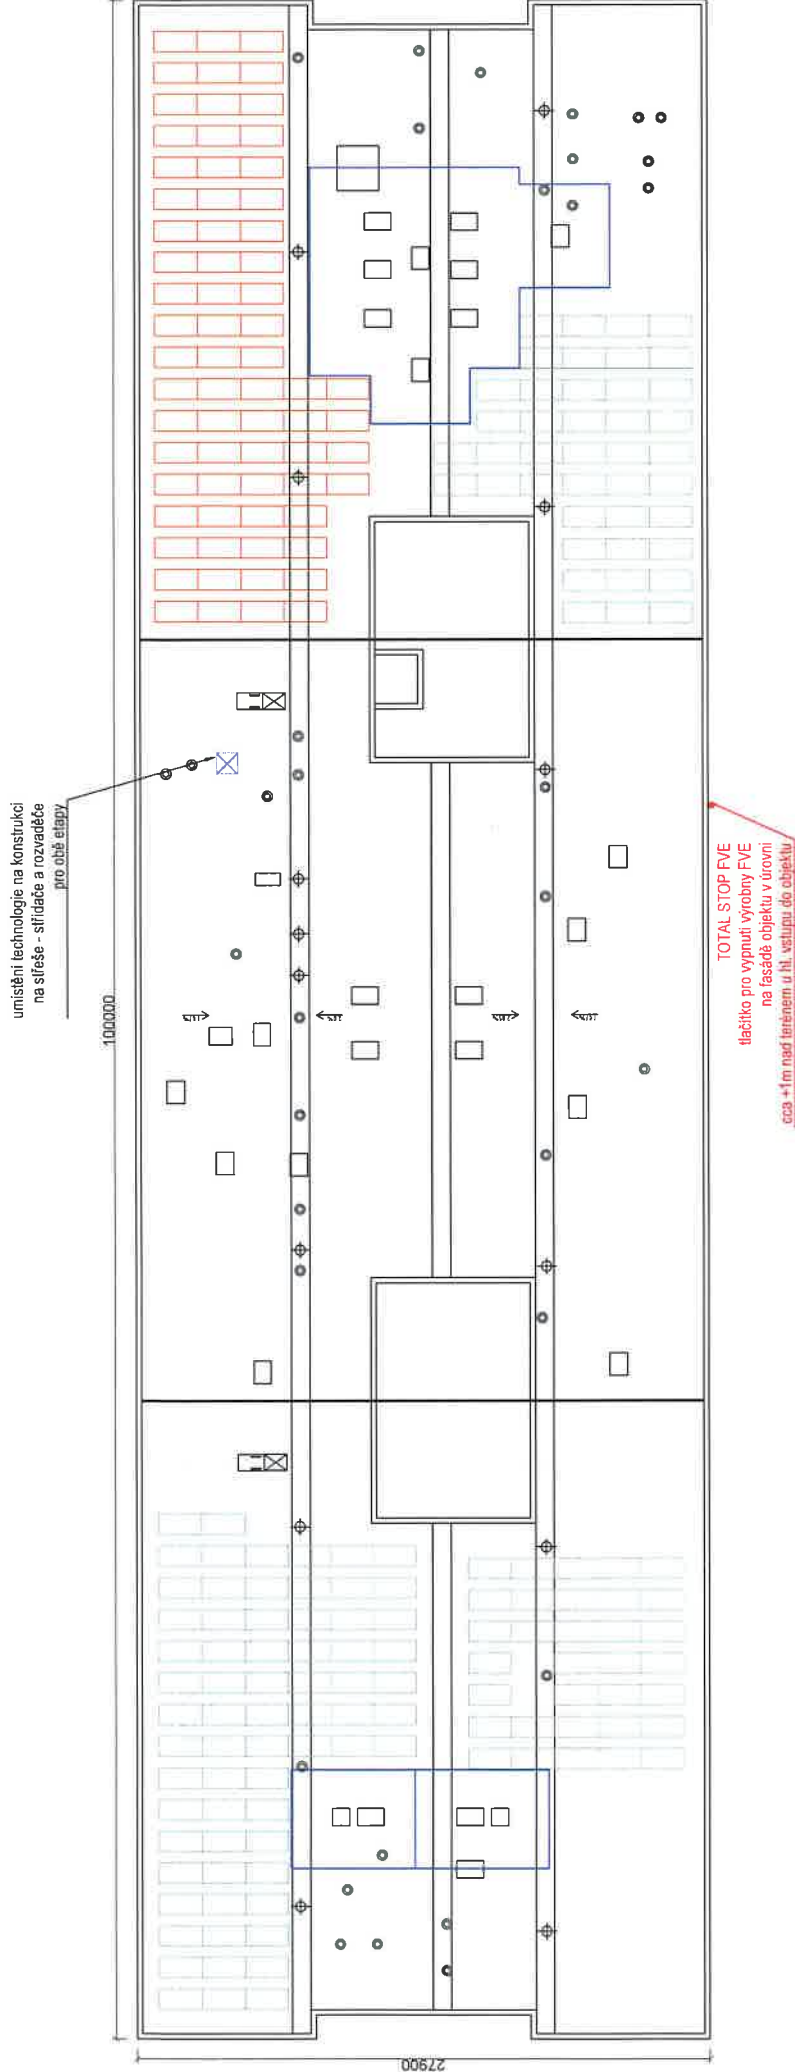 umístění technologie na konstrukci
na střeše - střídače a rozvaděče
pro obě etapy
100000
TOTAL STOP FVE
tlačítko pro vypnutí výrobny FVE
na fasádě objektu v úrovni
cca +1m nad terénem u hl. vstupu do objektu
27900